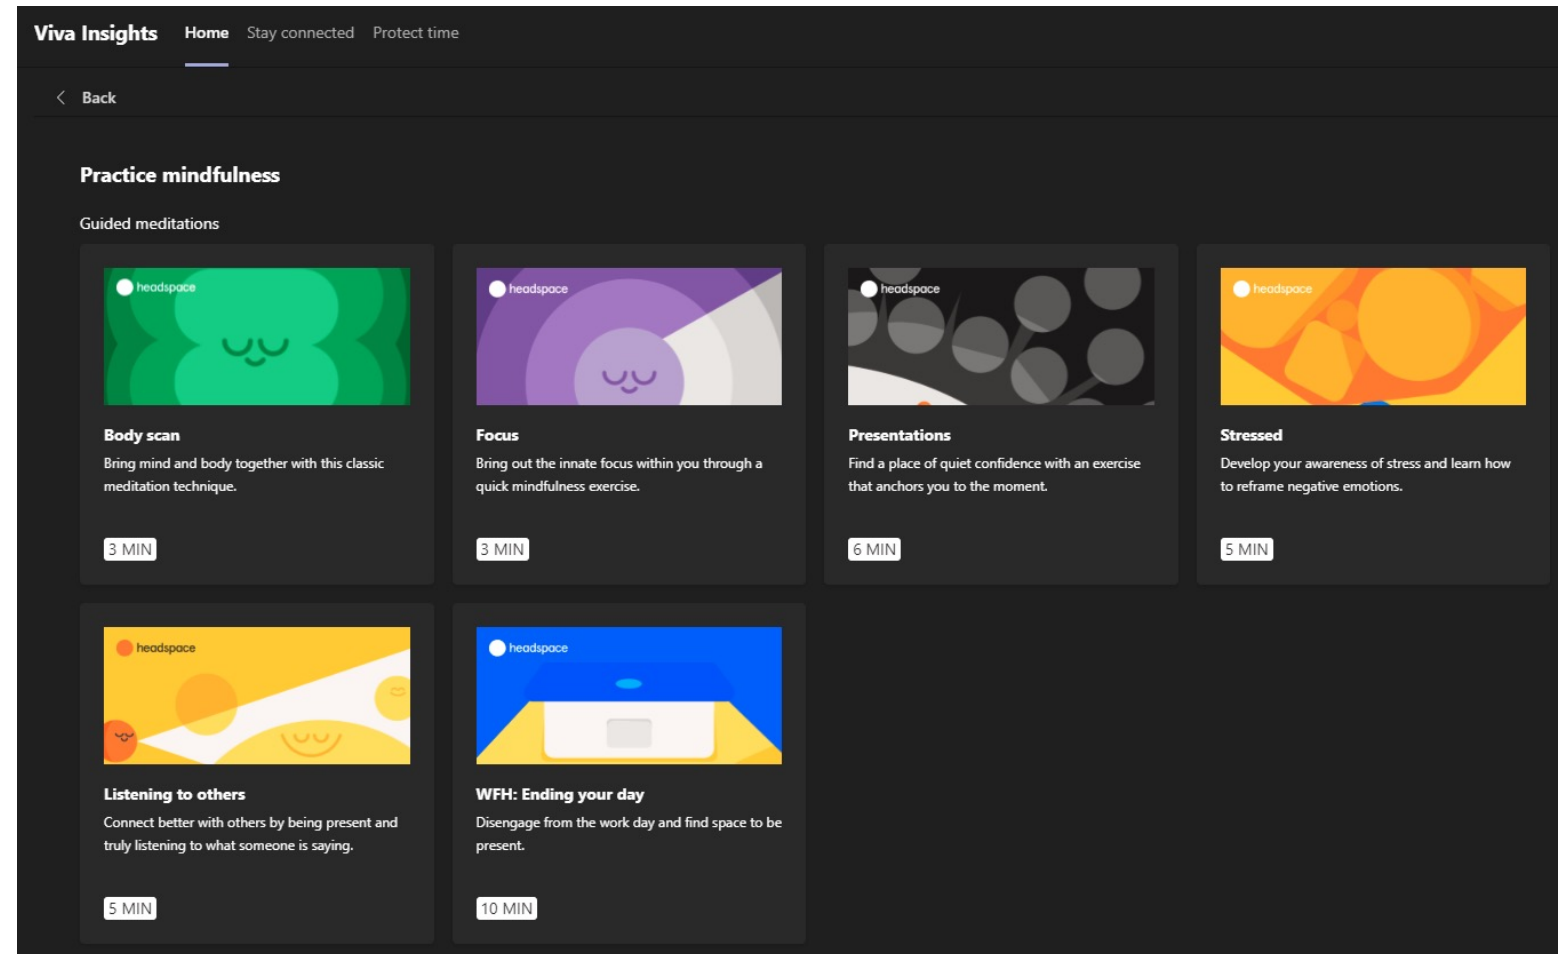 Viva Insights Home Stay connected Protect time
Back
Practice mindfulness
Guided meditations
headspace
Body scan
Bring mind and body together with this classic
meditation technique.
3 MIN
headspace
Focus
Bring out the innate focus within you through a
quick mindfulness exercise.
3 MIN
headspace
Presentations
Find a place of quiet confidence with an exercise
that anchors you to the moment.
6 MIN
headspace
Stressed
Develop your awareness of stress and learn how
to reframe negative emotions.
5 MIN
headspace
Listening to others
Connect better with others by being present and
truly listening to what someone is saying.
5 MIN
headspace
WFH: Ending your day
Disengage from the work day and find space to be
present.
10 MIN